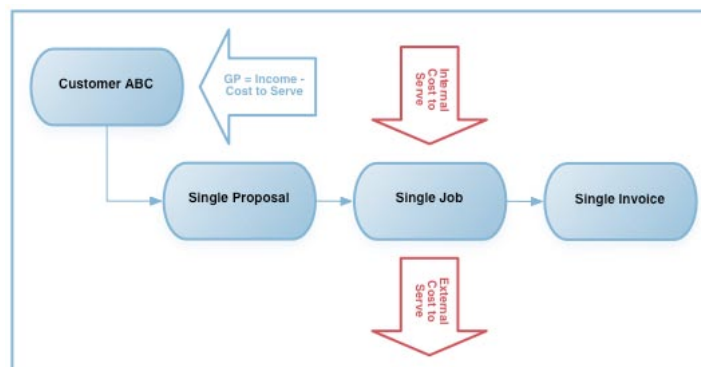 Customer ABC
GP = Income -
Cost to Serve
Internal
Cost to
Serve
Single Proposal
Single Job
Single Invoice
External
Cost to
Serve